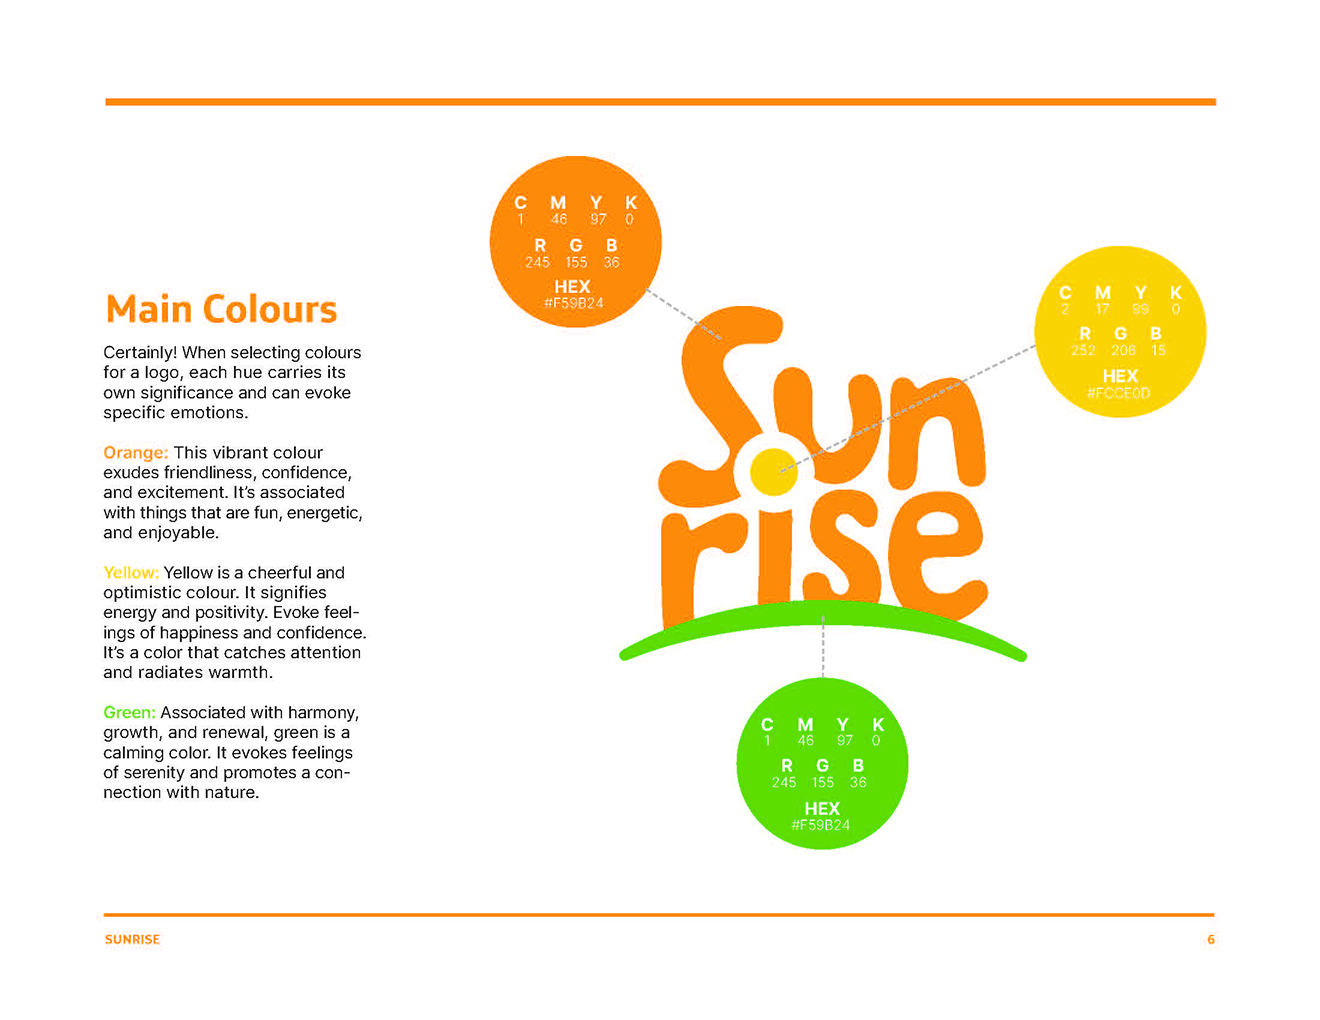 Main Colours
Certainly! When selecting colours
for a logo, each hue carries its
own significance and can evoke
specific emotions.
Orange: This vibrant colour
exudes friendliness, confidence,
and excitement. It's associated
with things that are fun, energetic,
and enjoyable.
Yellow: Yellow is a cheerful and
optimistic colour. It signifies
energy and positivity. Evoke feel-
ings of happiness and confidence.
It's a color that catches attention
and radiates warmth.
Green: Associated with harmony,
growth, and renewal, green is a
calming color. It evokes feelings
of serenity and promotes a con-
nection with nature.
C M Y K
1 46 97 0
R G B
245 155 36
HEX
#F59B24
C M Y K
2 17 99 0
R G B
252 206 15
HEX
#FCCE0D
Sun
rise
C M Y K
1 46 97 0
R G B
245 155 36
HEX
#F59B24
SUNRISE
6